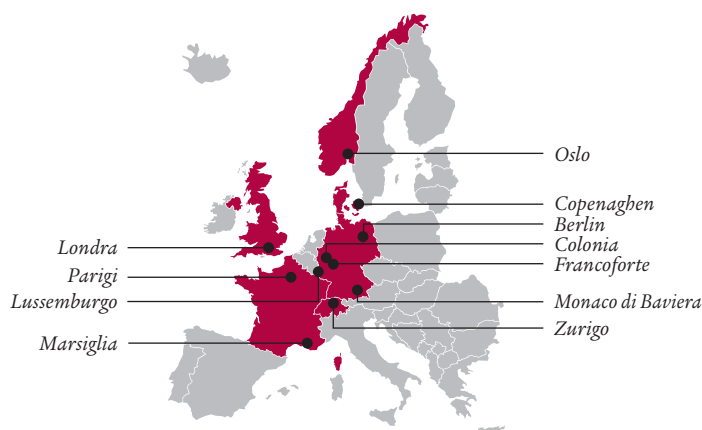 Oslo
Copenaghen
Berlin
Colonia
Francoforte
Monaco di Baviera
Zurigo
Londra
Parigi
Lussemburgo
Marsiglia